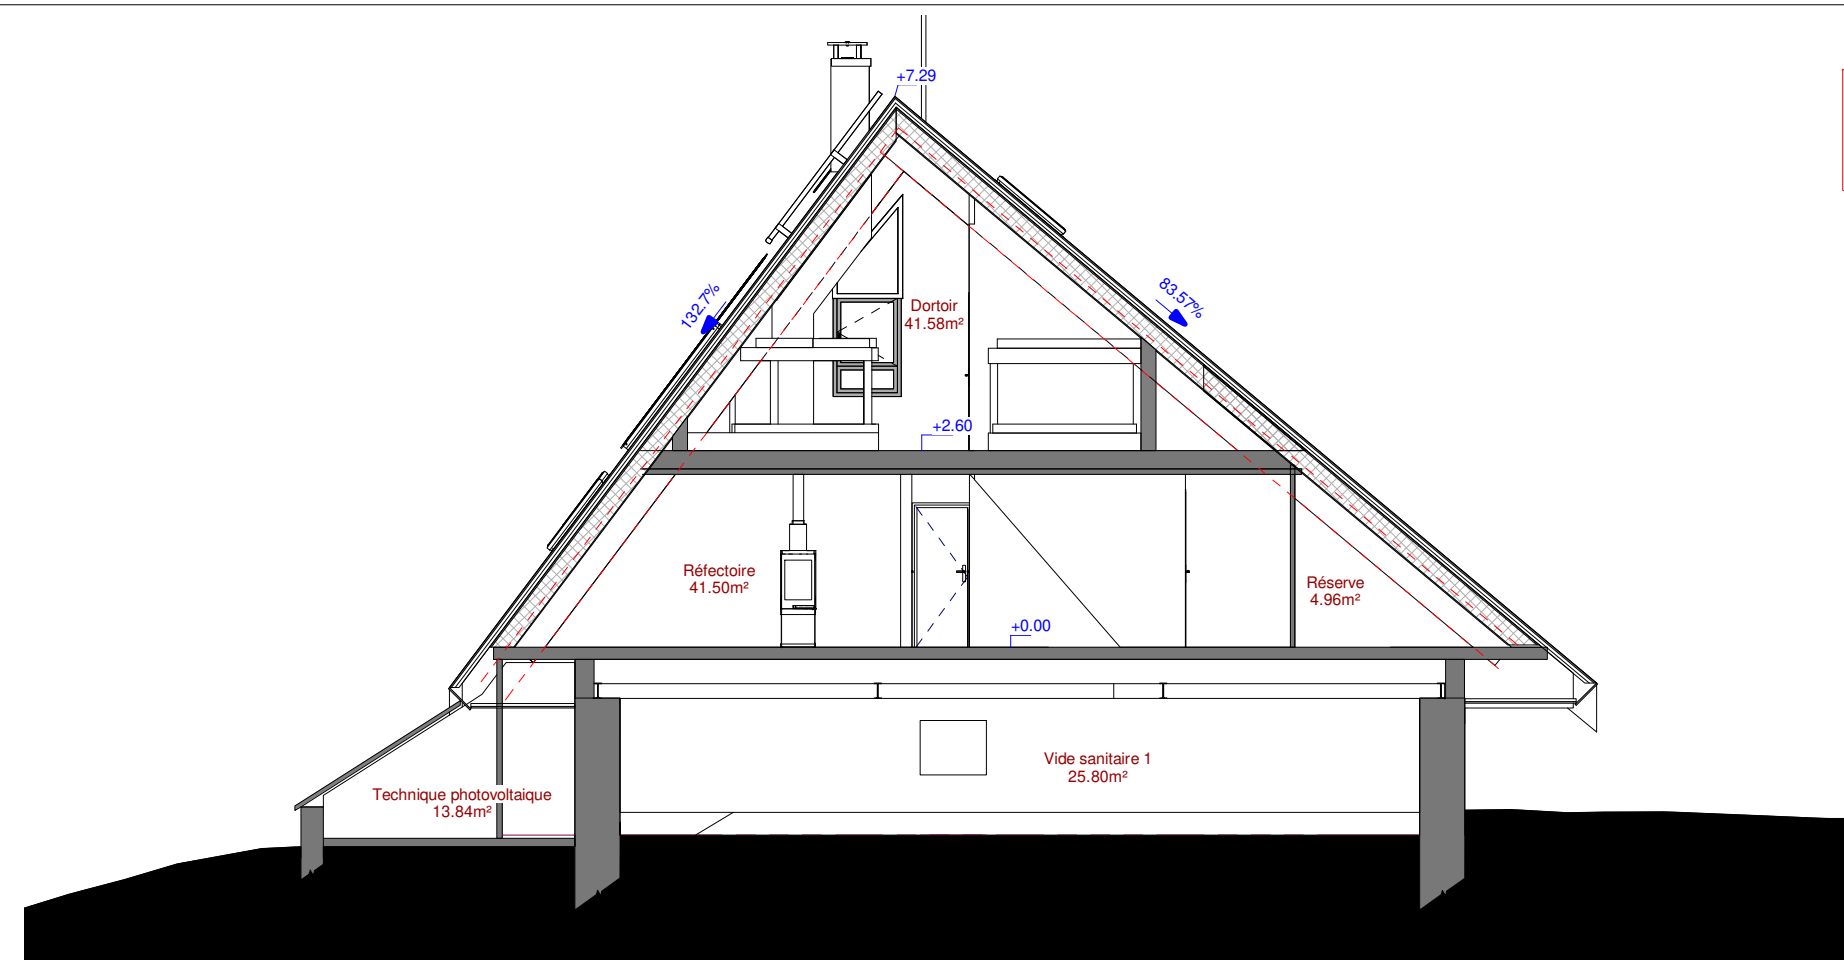 +7.29
132.7%
83.57%
Dortoir
41.58m²
+2.60
Réfectoire
41.50m²
Réserve
4.96m²
+0.00
Vide sanitaire 1
25.80m²
Technique photovoltaique
13.84m²